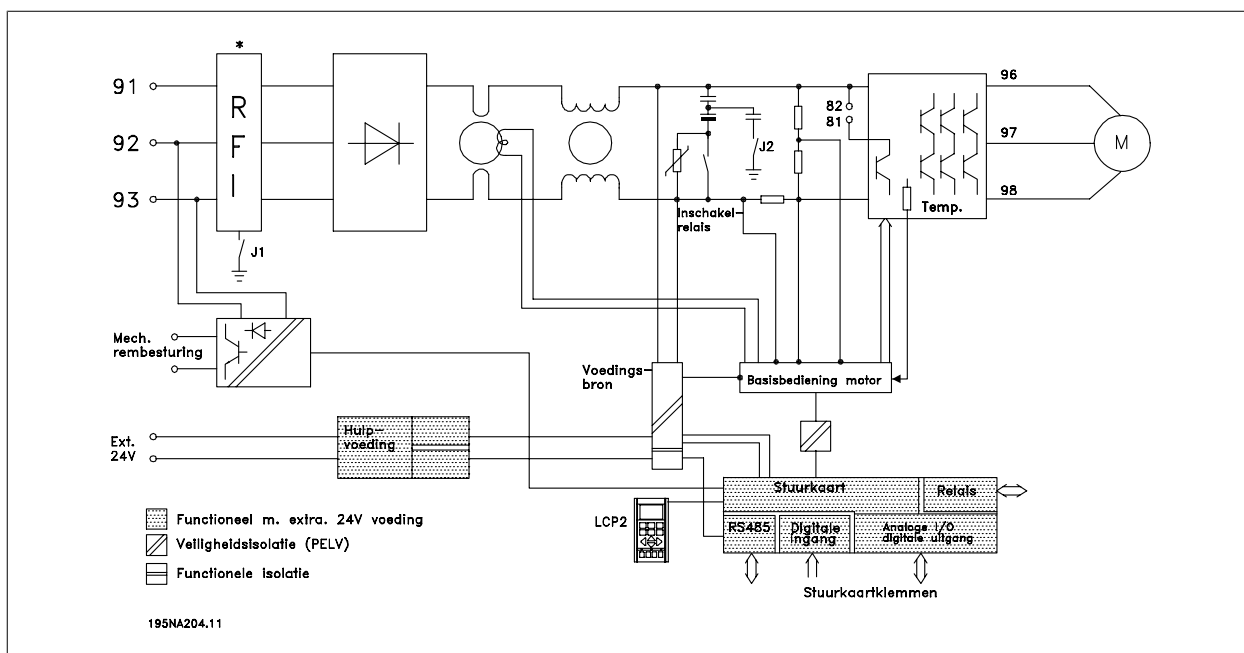 *
91
92
93
R
F
I
J1
82
81
J2
96
97
98
M
Temp.
Inschakel-
relais
Mech.
rembesturing
Voedings
bron
Basisbediening motor
Ext.
24V
Hulp-
voeding
Stuurkaart
Relais
LCP2
RS485
Digitale
ingang
Analoge I/O
digitale uitgang
Stuurkaartklemmen
Functioneel m. extra. 24V voeding
Veiligheidsisolatie (PELV)
Functionele isolatie
195NA204.11